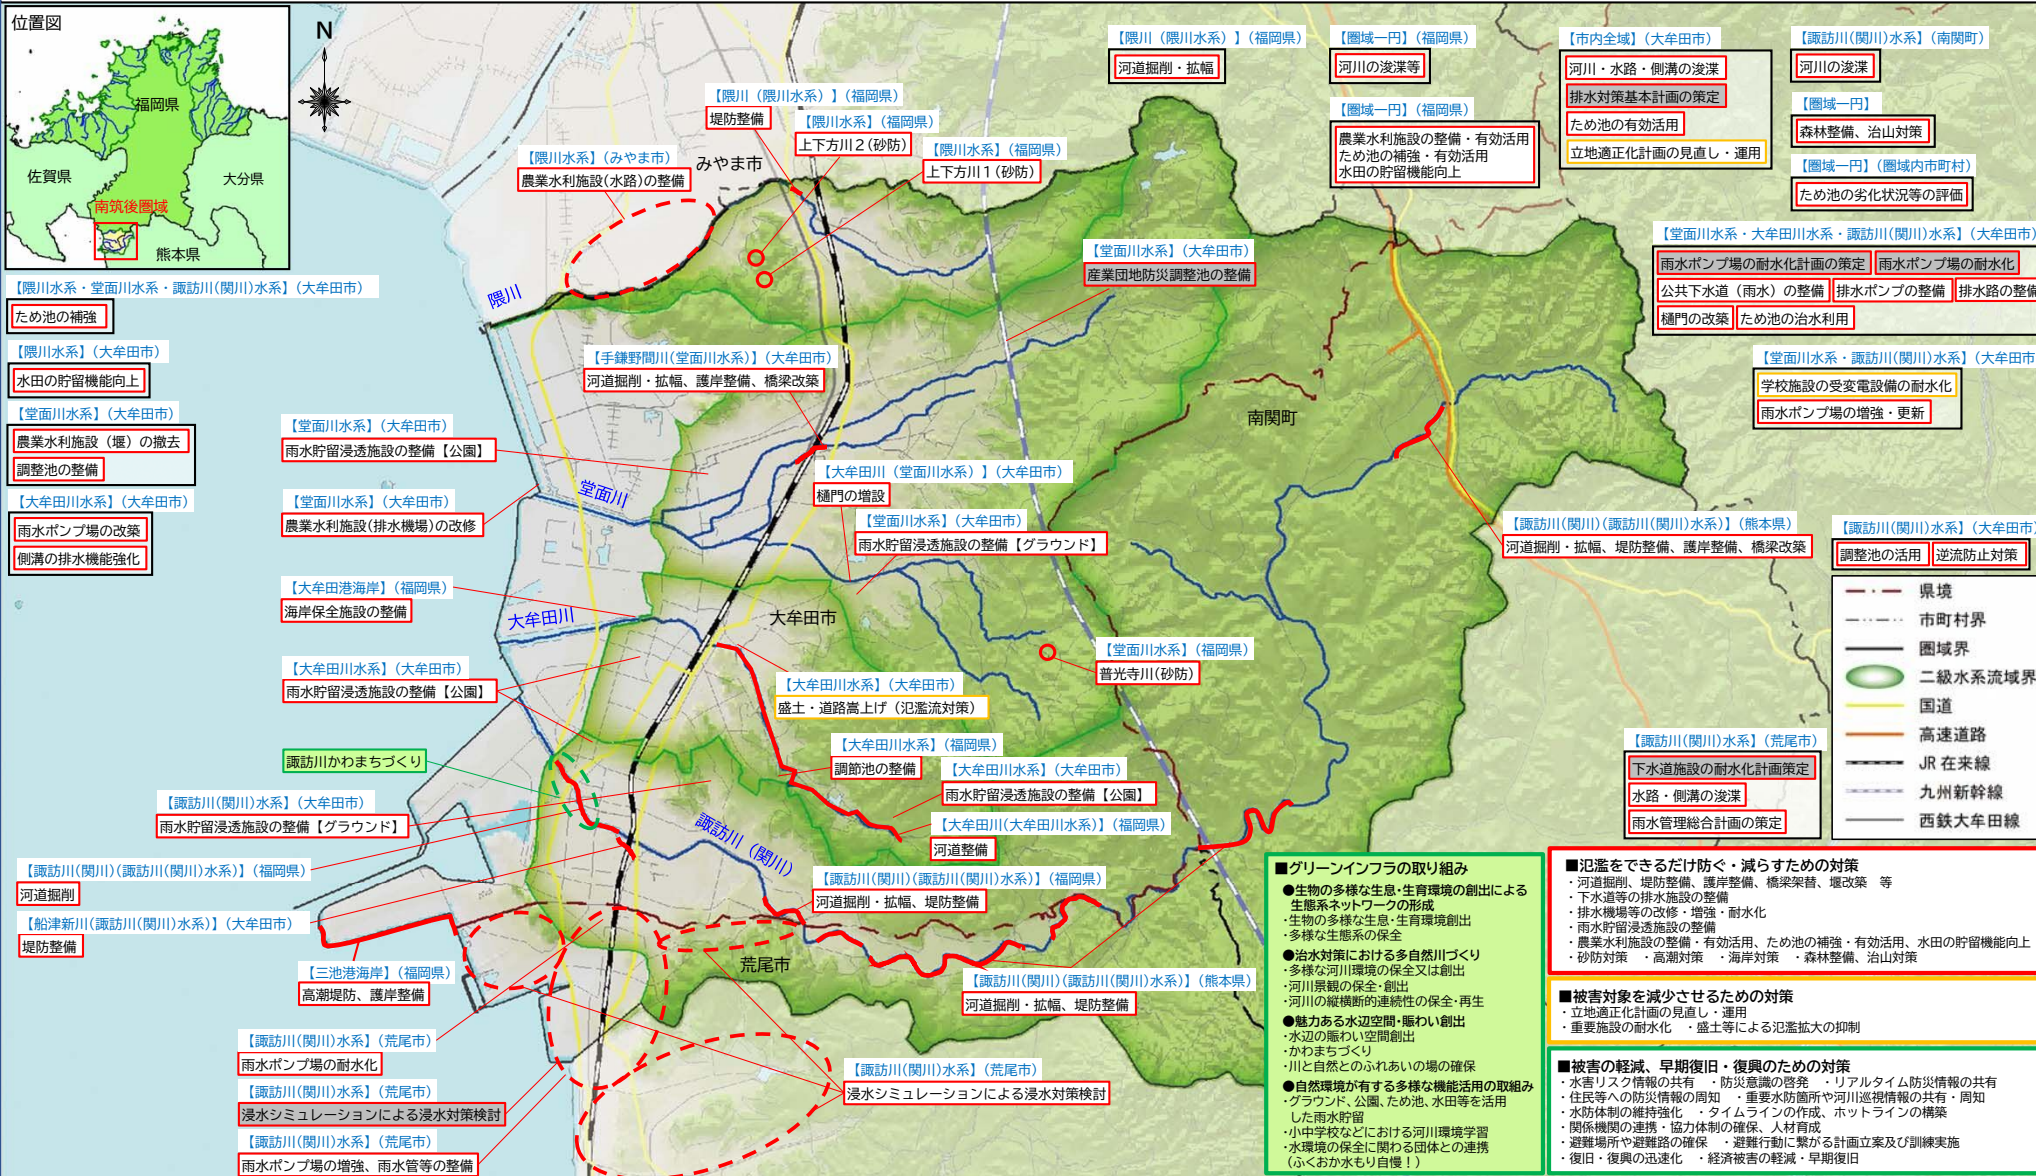 位置図
福岡県
佐賀県
大分県
南筑後圏域
熊本県
N
【隈川（隈川水系）】（福岡県）
河道掘削・拡幅
【圏域一円】（福岡県）
河川の浚渫等
【圏域一円】（福岡県）
農業水利施設の整備・有効活用
ため池の補強・有効活用
水田の貯留機能向上
【市内全域】（大牟田市）
河川・水路・側溝の浚渫
排水対策基本計画の策定
ため池の有効活用
立地適正化計画の見直し・運用
【諏訪川(関川)水系】（南関町）
河川の浚渫
【圏域一円】
森林整備、治山対策
【圏域一円】（圏域内市町村）
ため池の劣化状況等の評価
【隈川（隈川水系）】（福岡県）
堤防整備
【隈川水系】（福岡県）
上下方川２(砂防)
【隈川水系】（福岡県）
上下方川１(砂防)
【隈川水系】（みやま市）
農業水利施設(水路)の整備
みやま市
【堂面川水系・大牟田川水系・諏訪川(関川)水系】（大牟田市）
雨水ポンプ場の耐水化計画の策定
雨水ポンプ場の耐水化
公共下水道（雨水）の整備
排水ポンプの整備
排水路の整備
樋門の改築
ため池の治水利用
【堂面川水系】（大牟田市）
産業団地防災調整池の整備
【隈川水系・堂面川水系・諏訪川(関川)水系】（大牟田市）
ため池の補強
隈川
【隈川水系】（大牟田市）
水田の貯留機能向上
【手鎌野間川(堂面川水系)】（大牟田市）
河道掘削・拡幅、護岸整備、橋梁改築
【堂面川水系・諏訪川(関川)水系】（大牟田市
学校施設の受変電設備の耐水化
雨水ポンプ場の増強・更新
【堂面川水系】（大牟田市）
農業水利施設（堰）の撤去
調整池の整備
【堂面川水系】（大牟田市）
雨水貯留浸透施設の整備【公園】
南関町
【大牟田川（堂面川水系）】（大牟田市）
樋門の増設
堂面川
【大牟田川水系】（大牟田市）
雨水ポンプ場の改築
側溝の排水機能強化
【堂面川水系】（大牟田市）
農業水利施設(排水機場)の改修
【堂面川水系】（大牟田市）
雨水貯留浸透施設の整備【グラウンド】
【諏訪川(関川)(諏訪川(関川)水系)】（熊本県）
河道掘削・拡幅、堤防整備、護岸整備、橋梁改築
【諏訪川(関川)水系】（大牟田市）
調整池の活用
逆流防止対策
【大牟田港海岸】（福岡県）
海岸保全施設の整備
大牟田川
大牟田市
県境
市町村界
圏域界
二級水系流域界
国道
高速道路
JR在来線
九州新幹線
西鉄大牟田線
【堂面川水系】（福岡県）
普光寺川(砂防)
【大牟田川水系】（大牟田市）
雨水貯留浸透施設の整備【公園】
【大牟田川水系】（大牟田市）
盛土・道路嵩上げ（氾濫流対策）
【大牟田川水系】（福岡県）
調節池の整備
【大牟田川水系】（大牟田市）
雨水貯留浸透施設の整備【公園】
【大牟田川(大牟田川水系)】（福岡県）
河道整備
諏訪川かわまちづくり
【諏訪川(関川)水系】（大牟田市）
雨水貯留浸透施設の整備【グラウンド】
諏訪川（関川）
【諏訪川(関川)水系】（荒尾市）
下水道施設の耐水化計画策定
水路・側溝の浚渫
雨水管理総合計画の策定
【諏訪川(関川)(諏訪川(関川)水系)】（福岡県）
河道掘削
【諏訪川(関川)(諏訪川(関川)水系)】（福岡県）
河道掘削・拡幅、堤防整備
【船津新川(諏訪川(関川)水系)】（大牟田市）
堤防整備
【三池港海岸】（福岡県）
高潮堤防、護岸整備
荒尾市
【諏訪川(関川)(諏訪川(関川)水系)】（熊本県）
河道掘削・拡幅、堤防整備
【諏訪川(関川)水系】（荒尾市）
雨水ポンプ場の耐水化
【諏訪川(関川)水系】（荒尾市）
浸水シミュレーションによる浸水対策検討
【諏訪川(関川)水系】（荒尾市）
雨水ポンプ場の増強、雨水管等の整備
【諏訪川(関川)水系】（荒尾市）
浸水シミュレーションによる浸水対策検討
■グリーンインフラの取り組み
●生物の多様な生息・生育環境の創出による
生態系ネットワークの形成
・生物の多様な生息・生育環境創出
・多様な生態系の保全
●治水対策における多自然川づくり
・多様な河川環境の保全又は創出
・河川景観の保全・創出
・河川の縦横断的連続性の保全・再生
●魅力ある水辺空間・賑わい創出
・水辺の賑わい空間創出
・かわまちづくり
・川と自然とのふれあいの場の確保
●自然環境が有する多様な機能活用の取組み
・グラウンド、公園、ため池、水田等を活用
した雨水貯留
・小中学校などにおける河川環境学習
・水環境の保全に関わる団体との連携
（ふくおか水もり自慢！）
■氾濫をできるだけ防ぐ・減らすための対策
・河道掘削、堤防整備、護岸整備、橋梁架替、堰改築　等
・下水道等の排水施設の整備
・排水機場等の改修・増強・耐水化
・雨水貯留浸透施設の整備
・農業水利施設の整備・有効活用、ため池の補強・有効活用、水田の貯留機能向上
・砂防対策　・高潮対策　・海岸対策　・森林整備、治山対策
■被害対象を減少させるための対策
・立地適正化計画の見直し・運用
・重要施設の耐水化　・盛土等による氾濫拡大の抑制
■被害の軽減、早期復旧・復興のための対策
・水害リスク情報の共有　・防災意識の啓発　・リアルタイム防災情報の共有
・住民等への防災情報の周知　・重要水防箇所や河川巡視情報の共有・周知
・水防体制の維持強化　・タイムラインの作成、ホットラインの構築
・関係機関の連携・協力体制の確保、人材育成
・避難場所や避難路の確保　・避難行動に繋がる計画立案及び訓練実施
・復旧・復興の迅速化　・経済被害の軽減・早期復旧